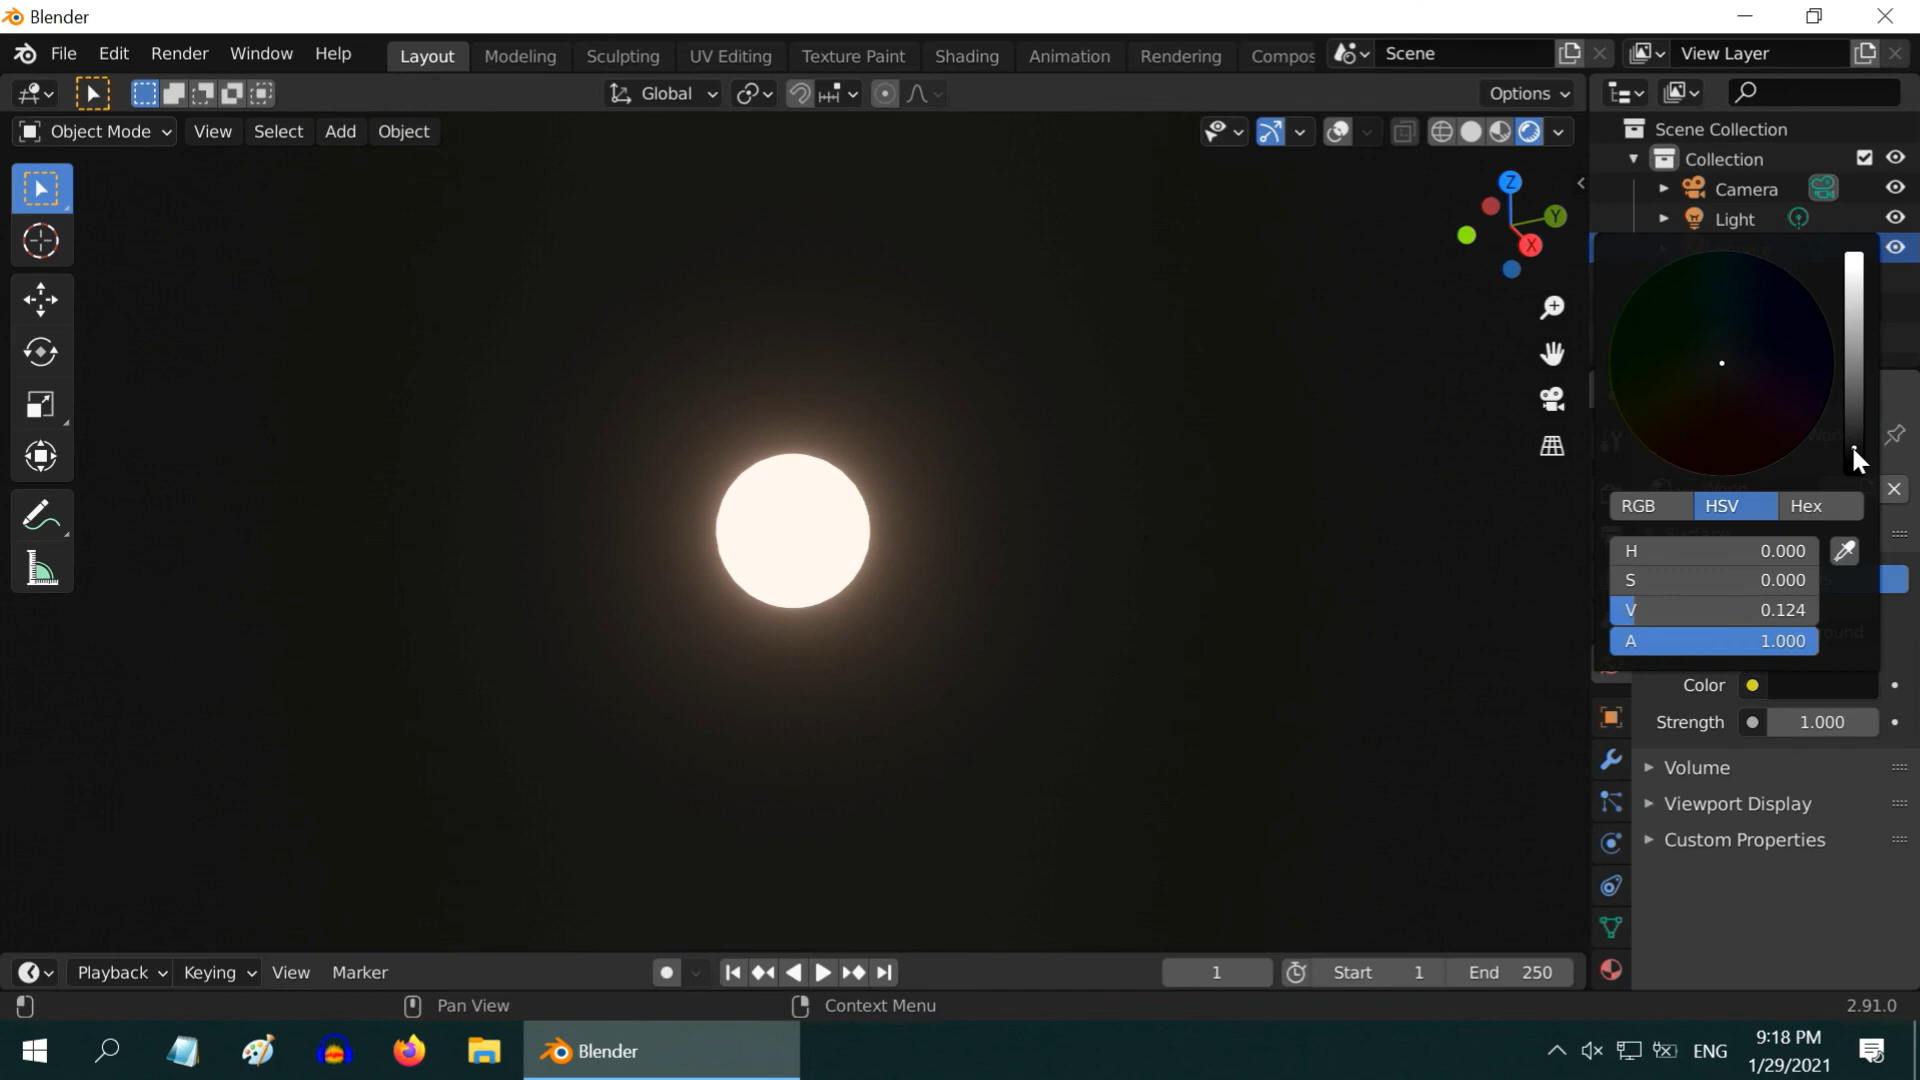 Blender
File Edit Render Window Help Layout Modeling Sculpting UV Editing Texture Paint Shading Animation Rendering Compos Scene View Layer
Global Options
Object Mode View Select Add Object
Scene Collection
Collection
Camera
Light
Z
Y
X
RGB HSV Hex
H 0.000
S 0.000
V 0.124
A 1.000
Color
Strength 1.000
Volume
Viewport Display
Custom Properties
Playback Keying View Marker 1 Start 1 End 250
Pan View Context Menu 2.91.0
Blender ENG 9:18 PM
1/29/2021